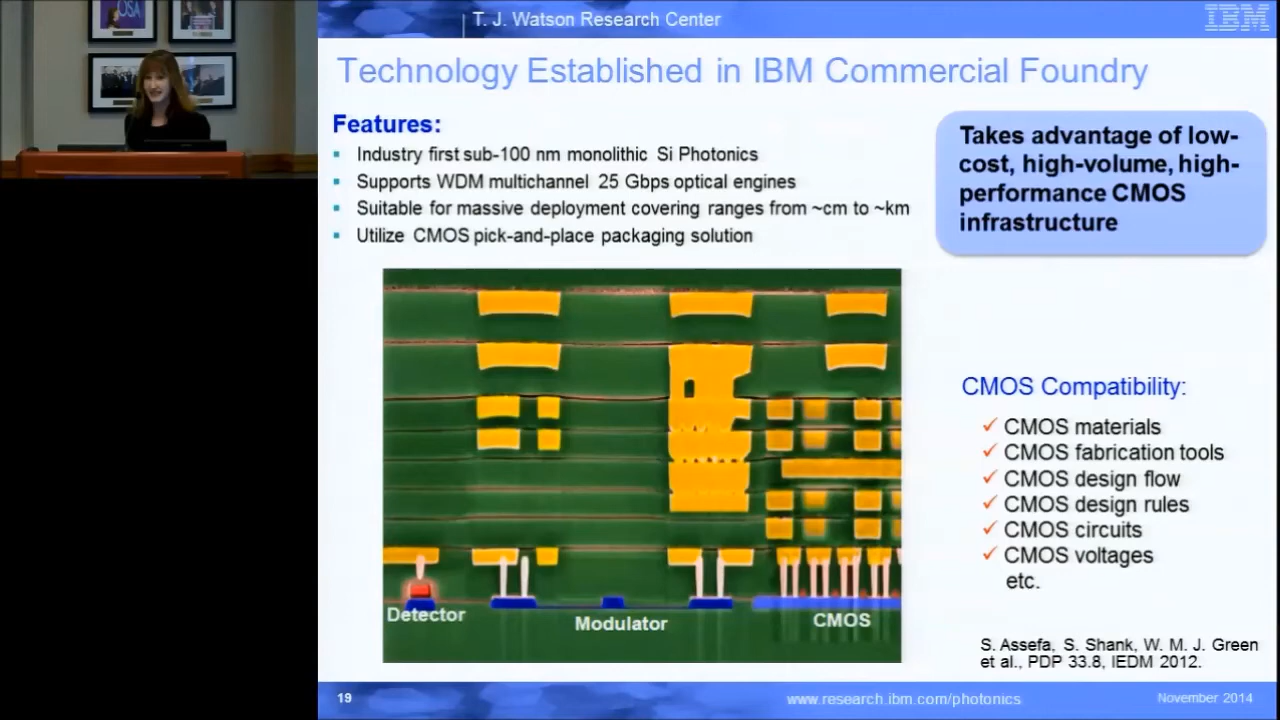 OSA
T. J. Watson Research Center
IBM
Technology Established in IBM Commercial Foundry
Features:
▪ Industry first sub-100 nm monolithic Si Photonics
▪ Supports WDM multichannel 25 Gbps optical engines
▪ Suitable for massive deployment covering ranges from ~cm to ~km
▪ Utilize CMOS pick-and-place packaging solution
Takes advantage of low-
cost, high-volume, high-
performance CMOS
infrastructure
Detector
Modulator
CMOS
CMOS Compatibility:
✓ CMOS materials
✓ CMOS fabrication tools
✓ CMOS design flow
✓ CMOS design rules
✓ CMOS circuits
✓ CMOS voltages
etc.
S. Assefa, S. Shank, W. M. J. Green
et al., PDP 33.8, IEDM 2012.
19
www.research.ibm.com/photonics
November 2014